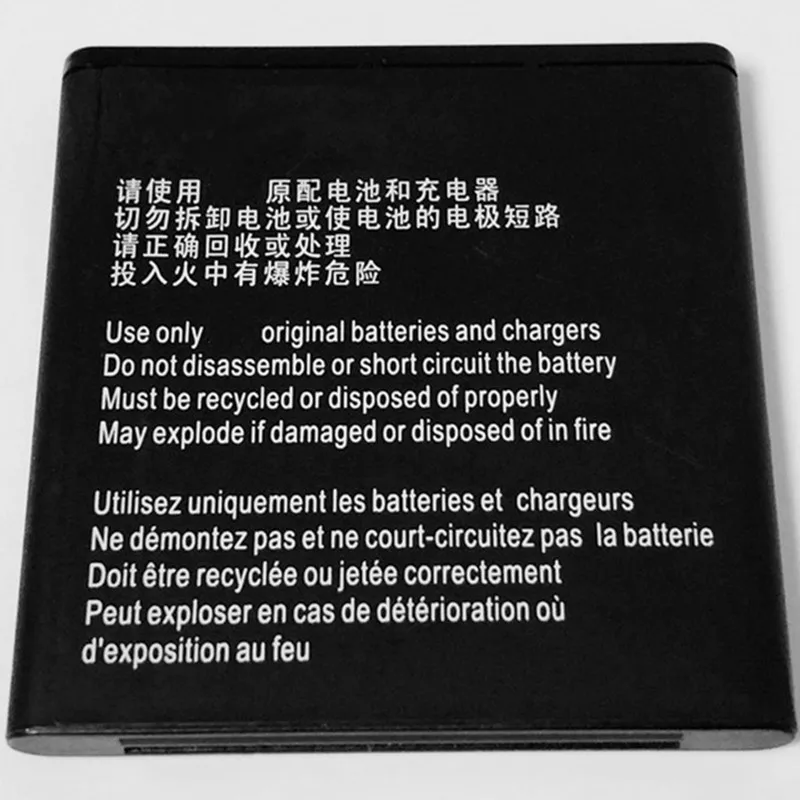 请使用 原配电池和充电器
切勿拆卸电池或使电池的电极短路
请正确回收或处理
投入火中有爆炸危险
Use only original batteries and chargers
Do not disassemble or short circuit the battery
Must be recycled or disposed of properly
May explode if damaged or disposed of in fire
Utilisez uniquement les batteries et chargeurs
Ne démontez pas et ne court-circuitez pas la batterie
Doit être recyclée ou jetée correctement
Peut exploser en cas de détérioration où
d'exposition au feu